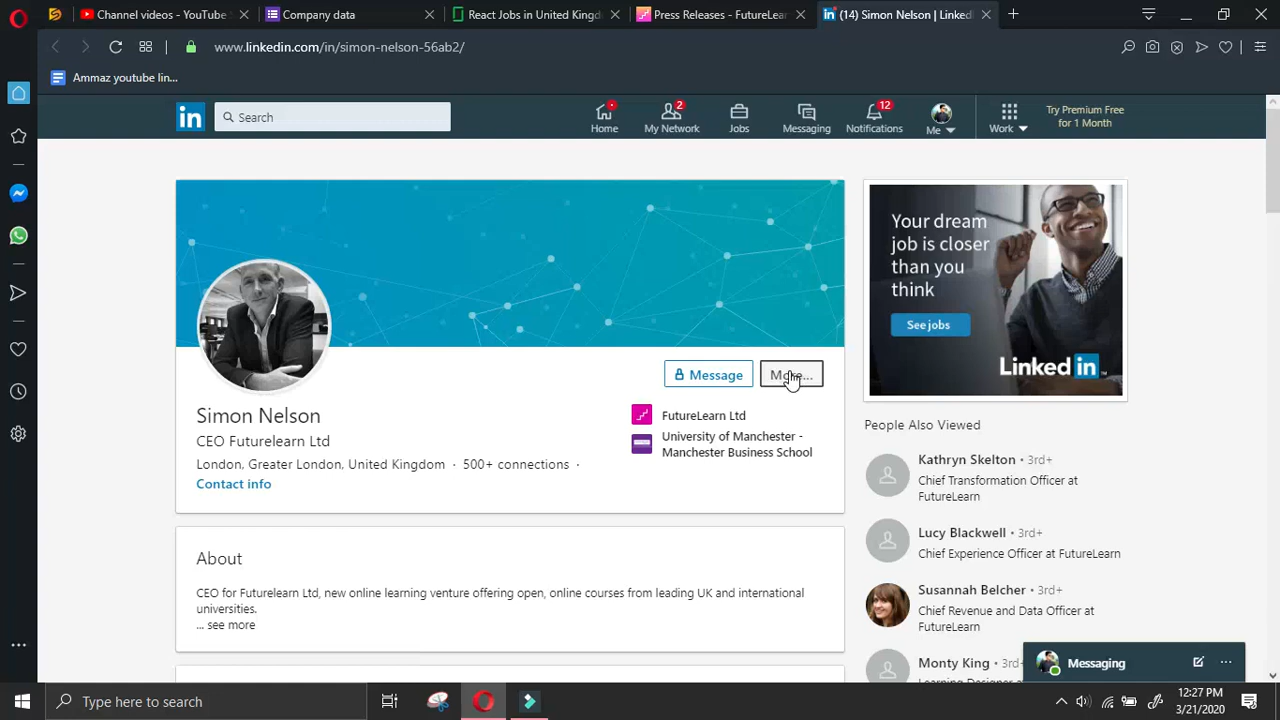 Channel videos - YouTube S
Company data
React Jobs in United Kingd
Press Releases - FutureLear
(14) Simon Nelson | Linked
www.linkedin.com/in/simon-nelson-56ab2/
Ammaz youtube lin...
in
Search
Home
2
My Network
Jobs
Messaging
12
Notifications
Me
Work
Try Premium Free
for 1 Month
Your dream
job is closer
than you
think
See jobs
Linked in
Message
Simon Nelson
CEO Futurelearn Ltd
London, Greater London, United Kingdom · 500+ connections ·
Contact info
FutureLearn Ltd
University of Manchester -
Manchester Business School
About
CEO for Futurelearn Ltd, new online learning venture offering open, online courses from leading UK and international
universities.
... see more
People Also Viewed
Kathryn Skelton • 3rd+
Chief Transformation Officer at
FutureLearn
Lucy Blackwell • 3rd+
Chief Experience Officer at FutureLearn
Susannah Belcher • 3rd+
Chief Revenue and Data Officer at
FutureLearn
Monty King • 3rd+
Messaging
Type here to search
12:27 PM
3/21/2020